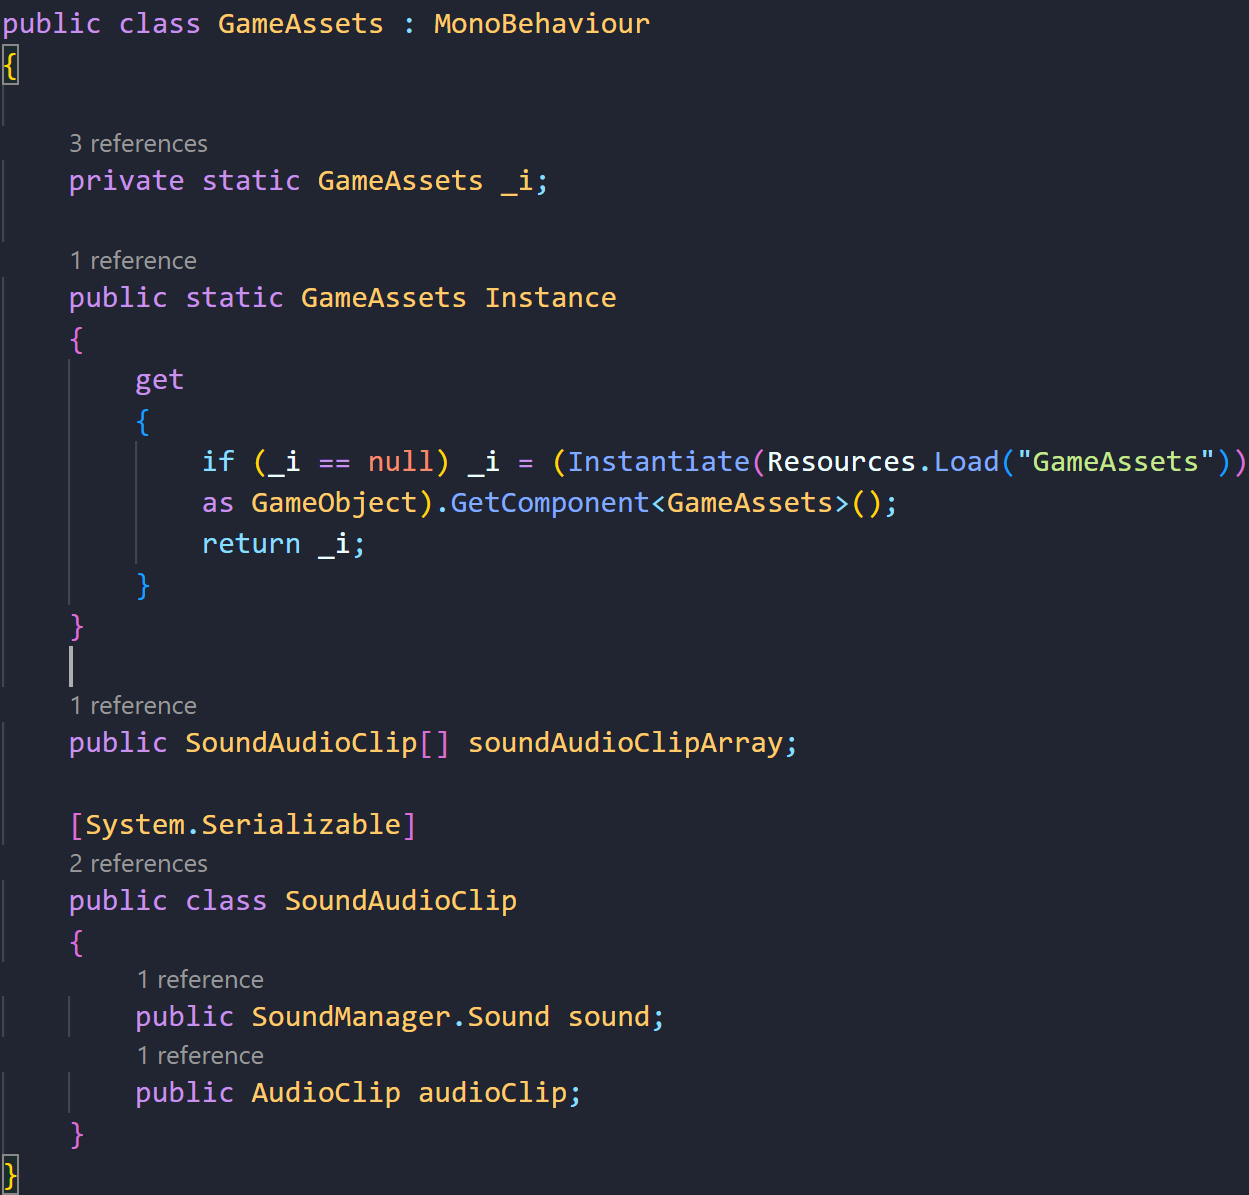 public class GameAssets : MonoBehaviour
{
3 references
private static GameAssets _i;
1 reference
public static GameAssets Instance
{
get
{
if (_i == null) _i = (Instantiate(Resources.Load("GameAssets"))
as GameObject).GetComponent<GameAssets>();
return _i;
}
}
1 reference
public SoundAudioClip[] soundAudioClipArray;
[System.Serializable]
2 references
public class SoundAudioClip
{
1 reference
public SoundManager.Sound sound;
1 reference
public AudioClip audioClip;
}
}